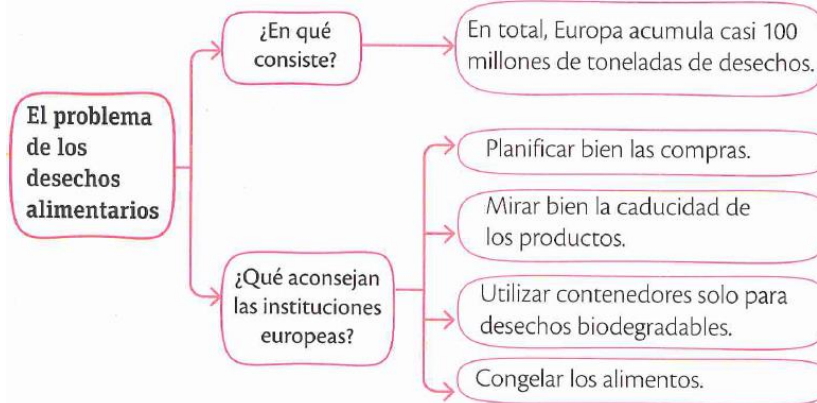 El problema
de los
desechos
alimentarios
¿En qué
consiste?
En total, Europa acumula casi 100
millones de toneladas de desechos.
¿Qué aconsejan
las instituciones
europeas?
Planificar bien las compras.
Mirar bien la caducidad de
los productos.
Utilizar contenedores solo para
desechos biodegradables.
Congelar los alimentos.